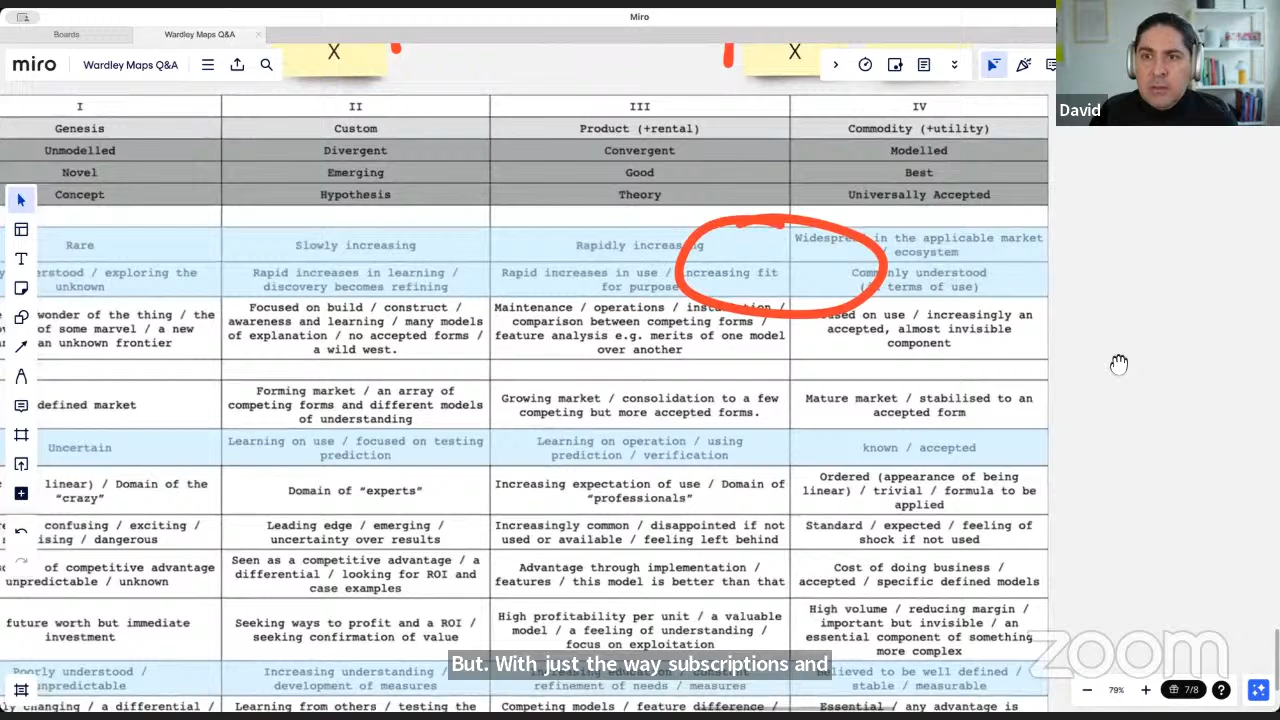 Miro
Boards
Wardley Maps Q&A
X
X
miro
Wardley Maps Q&A
David
I
II
III
IV
Genesis
Custom
Product (+rental)
Commodity (+utility)
Unmodelled
Divergent
Convergent
Modelled
Novel
Emerging
Good
Best
Concept
Hypothesis
Theory
Universally Accepted
Rare
Slowly increasing
Rapidly increasing
Widespread in the applicable market
/ ecosystem
erstood / exploring the
unknown
Rapid increases in learning /
discovery becomes refining
Rapid increases in use / increasing fit
for purpose
Commonly understood
(in terms of use)
wonder of the thing / the
of some marvel / a new
an unknown frontier
Focused on build / construct /
awareness and learning / many models
of explanation / no accepted forms /
a wild west.
Maintenance / operations / installation /
comparison between competing forms /
feature analysis e.g. merits of one model
over another
on use / increasingly an
accepted, almost invisible
component
defined market
Forming market / an array of
competing forms and different models
of understanding
Growing market / consolidation to a few
competing but more accepted forms.
Mature market / stabilised to an
accepted form
Uncertain
Learning on use / focused on testing
prediction
Learning on operation / using
prediction / verification
known / accepted
linear) / Domain of the
"crazy"
Domain of "experts"
Increasing expectation of use / Domain of
"professionals"
Ordered (appearance of being
linear) / trivial / formula to be
applied
confusing / exciting /
ising / dangerous
Leading edge / emerging /
uncertainty over results
Increasingly common / disappointed if not
used or available / feeling left behind
Standard / expected / feeling of
shock if not used
of competitive advantage
unpredictable / unknown
Seen as a competitive advantage / a
differential / looking for ROI and
case examples
Advantage through implementation /
features / this model is better than that
Cost of doing business /
accepted / specific defined models
future worth but immediate
investment
Seeking ways to profit and a ROI /
seeking confirmation of value
High profitability per unit / a valuable
model / a feeling of understanding /
focus on exploitation
High volume / reducing margin /
important but invisible / an
essential component of something
more complex
zoom
But. With just the way subscriptions and
Poorly understood /
unpredictable
Increasing understanding /
development of measures
Increasing education / constant
refinement of needs / measures
believed to be well defined /
stable / measurable
changing / a differential /
Learning from others / testing the
Competing models / feature difference /
Essential / any advantage is
79%
7/8